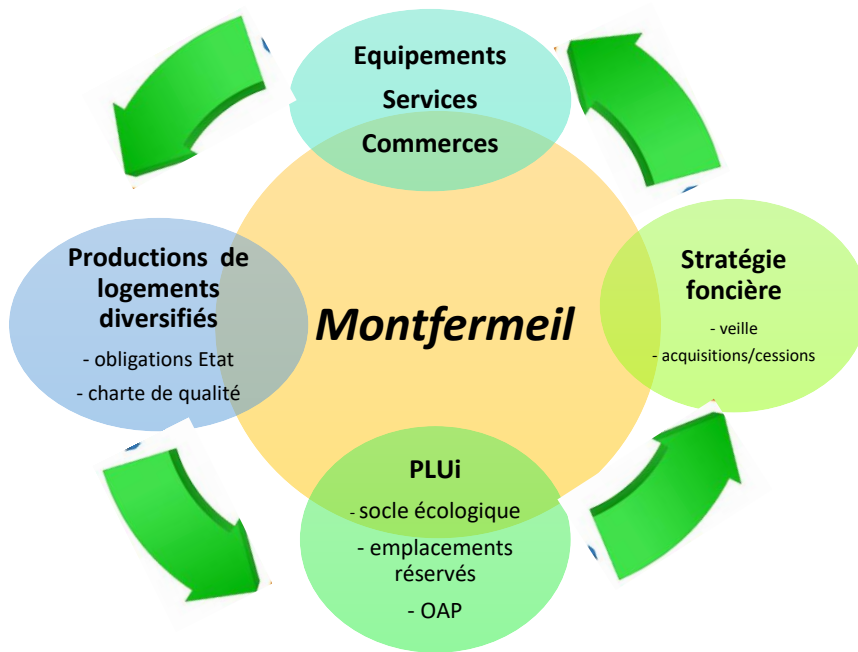 Equipements
Services
Commerces
Productions de
logements
diversifiés
- obligations Etat
- charte de qualité
Montfermeil
Stratégie
foncière
- veille
- acquisitions/cessions
PLUi
- socle écologique
- emplacements
réservés
- OAP